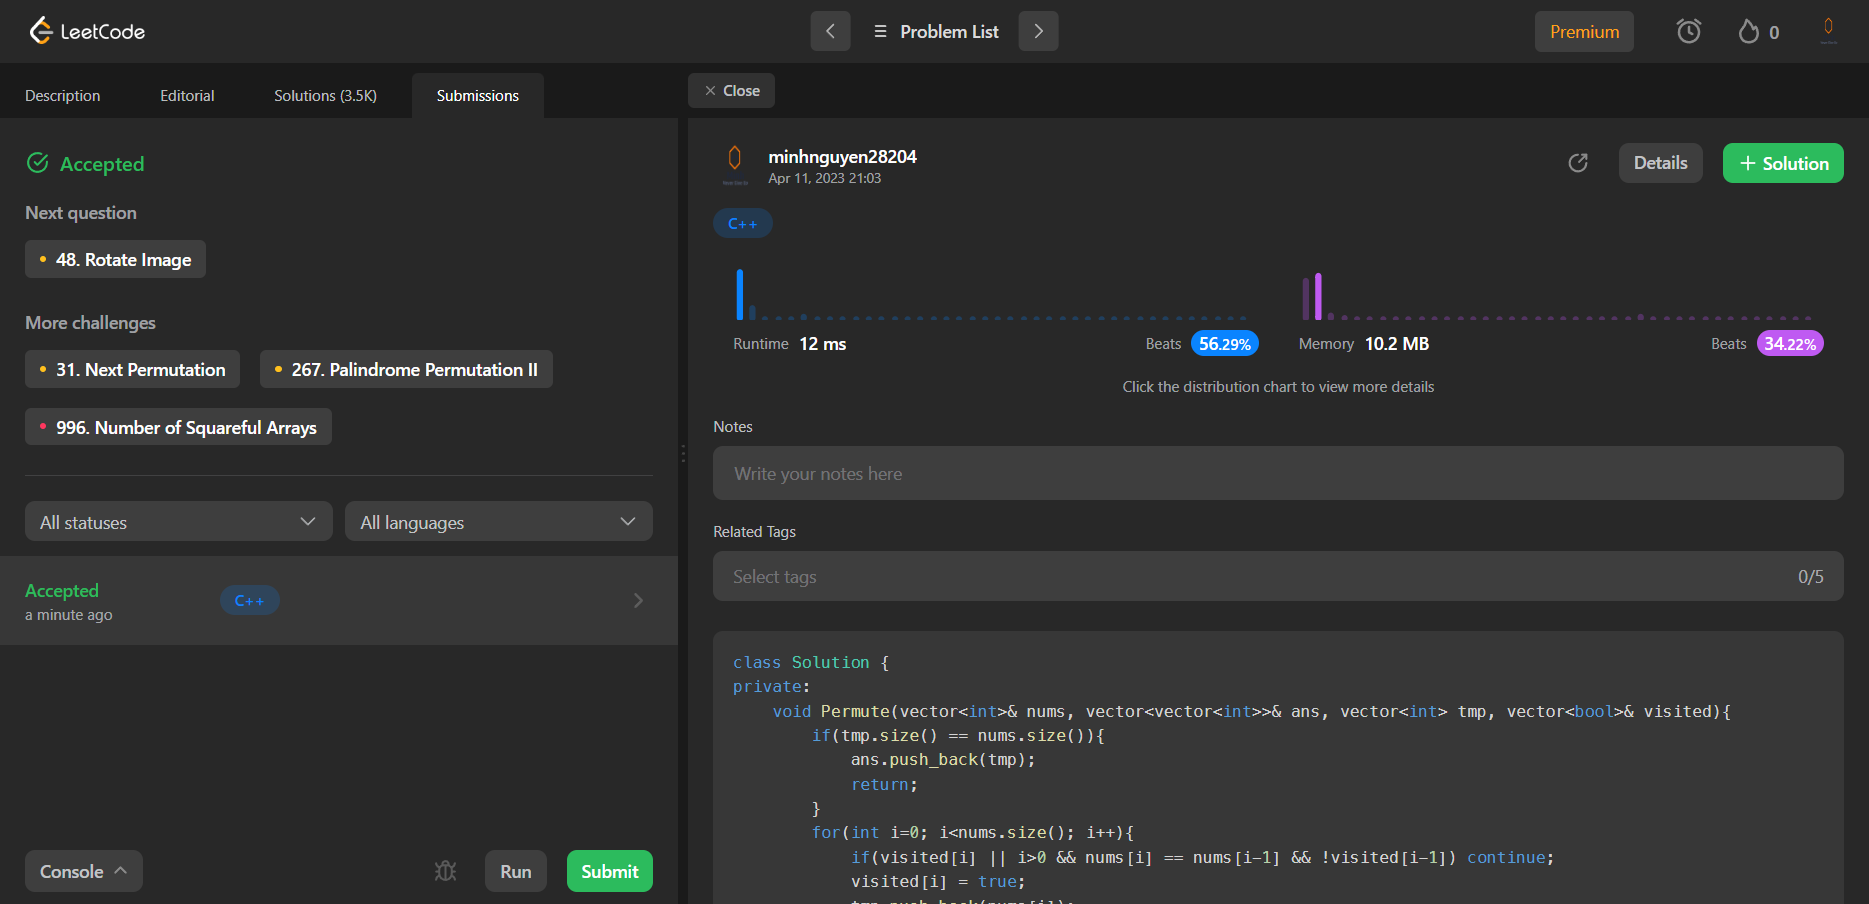 LeetCode
Problem List
Premium
0
Description
Editorial
Solutions (3.5K)
Submissions
Close
Accepted
Next question
48. Rotate Image
More challenges
31. Next Permutation
267. Palindrome Permutation II
996. Number of Squareful Arrays
All statuses
All languages
Accepted
C++
a minute ago
Console
Run
Submit
minhnguyen28204
Apr 11, 2023 21:03
Details
+ Solution
C++
Runtime 12 ms
Beats 56.29%
Memory 10.2 MB
Beats 34.22%
Click the distribution chart to view more details
Notes
Write your notes here
Related Tags
Select tags
0/5
class Solution {
private:
    void Permute(vector<int>& nums, vector<vector<int>>& ans, vector<int> tmp, vector<bool>& visited){
        if(tmp.size() == nums.size()){
            ans.push_back(tmp);
            return;
        }
        for(int i=0; i<nums.size(); i++){
            if(visited[i] || i>0 && nums[i] == nums[i-1] && !visited[i-1]) continue;
            visited[i] = true;
            tmp.push_back(nums[i]);